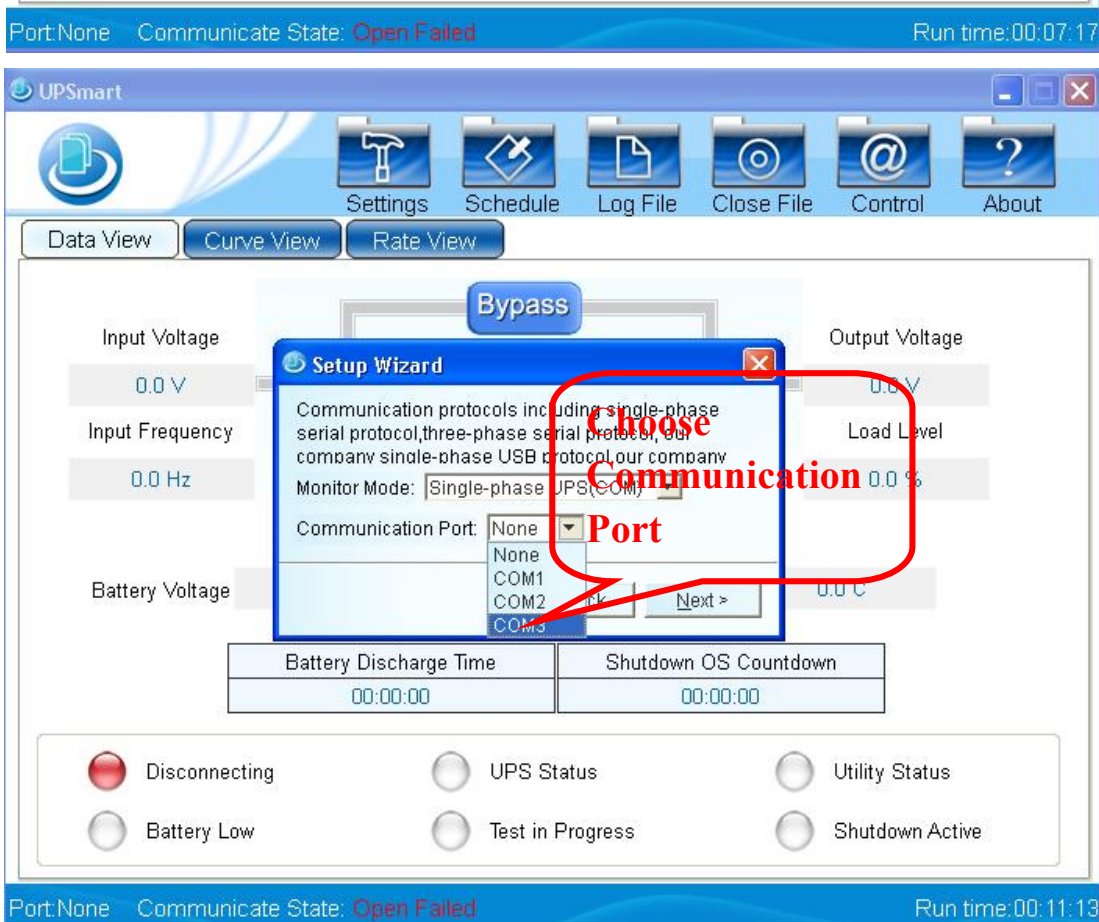 Port:None Communicate State: Open Failed Run time:00:07:17
UPSmart
Settings Schedule Log File Close File Control About
Data View Curve View Rate View
Bypass
Input Voltage Output Voltage
0.0 V 0.0 V
Input Frequency Load Level
0.0 Hz 0.0 %
Setup Wizard
Communication protocols including single-phase
serial protocol,three-phase serial protocol, our
company single-phase USB protocol,our company
Monitor Mode: Single-phase UPS(COM)
Communication Port: None
None
COM1
COM2
COM3
Next >
Choose
Communication
Port
Battery Voltage 0.0 C
Battery Discharge Time Shutdown OS Countdown
00:00:00 00:00:00
Disconnecting UPS Status Utility Status
Battery Low Test in Progress Shutdown Active
Port:None Communicate State: Open Failed Run time:00:11:13